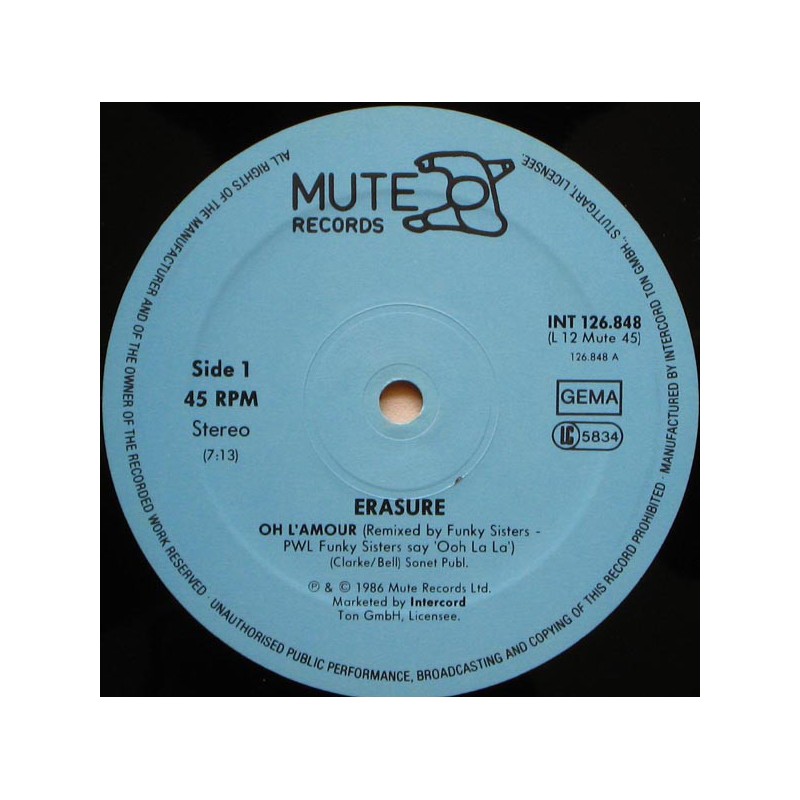 MUTE
RECORDS
INT 126.848
(L 12 Mute 45)
126.848 A
Side 1
45 RPM
Stereo
(7:13)
GEMA
LC 5834
ERASURE
OH L'AMOUR (Remixed by Funky Sisters -
PWL Funky Sisters say 'Ooh La La')
(Clarke/Bell) Sonet Publ.
℗ & © 1986 Mute Records Ltd.
Marketed by Intercord
Ton GmbH, Licensee.
ALL RIGHTS OF THE MANUFACTURER AND OF THE OWNER OF THE RECORDED WORK RESERVED · UNAUTHORISED PUBLIC PERFORMANCE, BROADCASTING AND COPYING OF THIS RECORD PROHIBITED · MANUFACTURED BY INTERCORD TON GMBH., STUTTGART, LICENSEE.